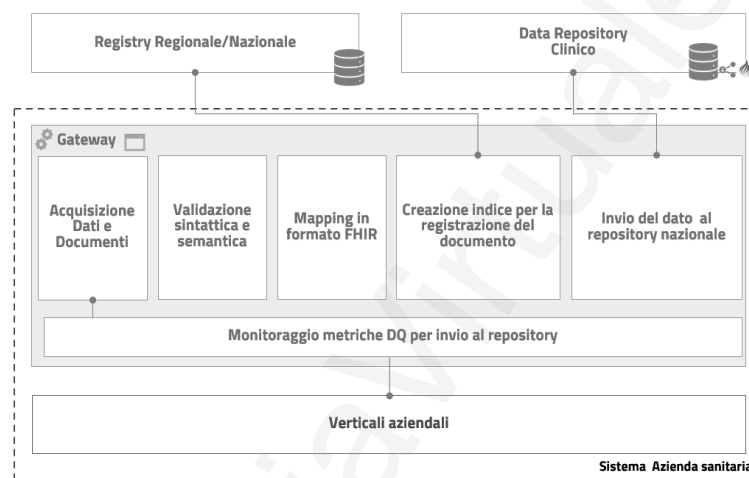 Registry Regionale/Nazionale
Data Repository
Clinico
Gateway
Acquisizione
Dati e
Documenti
Validazione
sintattica e
semantica
Mapping in
formato FHIR
Creazione indice per la
registrazione del
documento
Invio del dato al
repository nazionale
Monitoraggio metriche DQ per invio al repository
Verticali aziendali
Sistema Azienda sanitaria